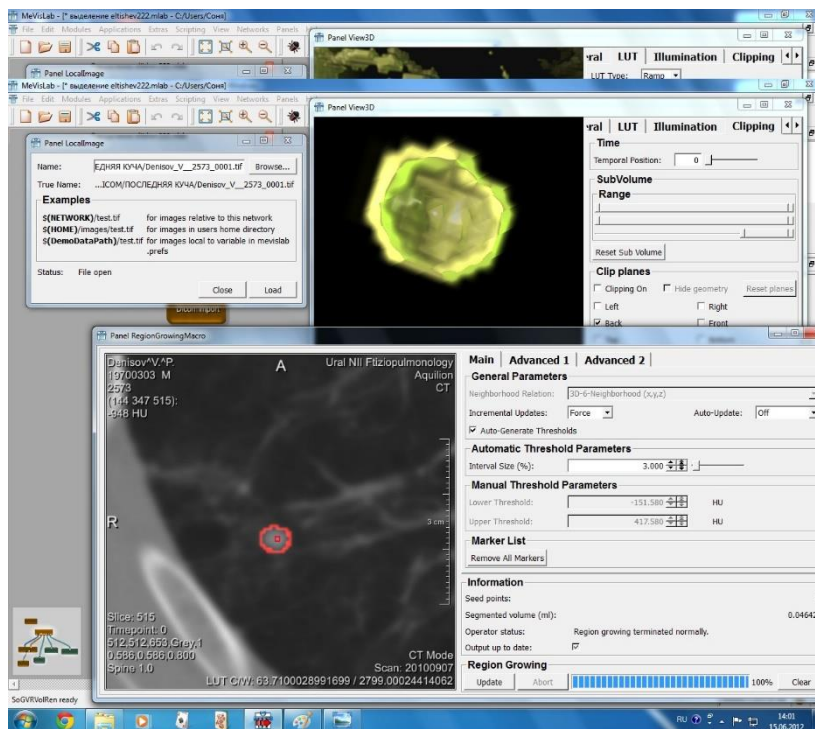 MeVisLab - [* выделение eltishev222.mlab - C:/Users/Соня]
File Edit Modules Applications Extras Scripting View Networks Panels
Panel View3D
LUT Illumination Clipping
LUT Type: Ramp
Panel LocalImage
MeVisLab - [* выделение eltishev222.mlab - C:/Users/Соня]
File Edit Modules Applications Extras Scripting View Networks Panels
Panel View3D
LUT Illumination Clipping
Panel LocalImage
Name: ЕДНЯЯ КУЧА/Denisov_V__2573_0001.tif Browse...
True Name: ...ICOM/ПОСЛЕДНЯЯ КУЧА/Denisov_V__2573_0001.tif
Examples
$(NETWORK)/test.tif for images relative to this network
$(HOME)/images/test.tif for images in users home directory
$(DemoDataPath)/test.tif for images local to variable in mevislab
.prefs
Status: File open
Close Load
Time
Temporal Position: 0
SubVolume
Range
Reset Sub Volume
Clip planes
Clipping On Hide geometry Reset planes
Left Right
Back Front
Panel RegionGrowingMacro
Denisov^V.^P.
19700303 M
2573
(144 347 515):
-948 HU
A
Ural NII Ftiziopulmonology
Aquilion
CT
R
3 cm
Slice: 515
Timepoint: 0
512,512,653,Grey,1
0.586,0.586,0.800
Spine 1.0
CT Mode
Scan: 20100907
LUT C/W: 63.7100028991699 / 2799.00024414062
Main Advanced 1 Advanced 2
General Parameters
Neighborhood Relation: 3D-6-Neighborhood (x,y,z)
Incremental Updates: Force Auto-Update: Off
Auto-Generate Thresholds
Automatic Threshold Parameters
Interval Size (%): 3.000
Manual Threshold Parameters
Lower Threshold: -151.580 HU
Upper Threshold: 417.580 HU
Marker List
Remove All Markers
Information
Seed points:
Segmented volume (ml): 0.0464
Operator status: Region growing terminated normally.
Output up to date:
Region Growing
Update Abort 100% Clear
SoGVRVolRen ready
RU
14:01
15.06.2012